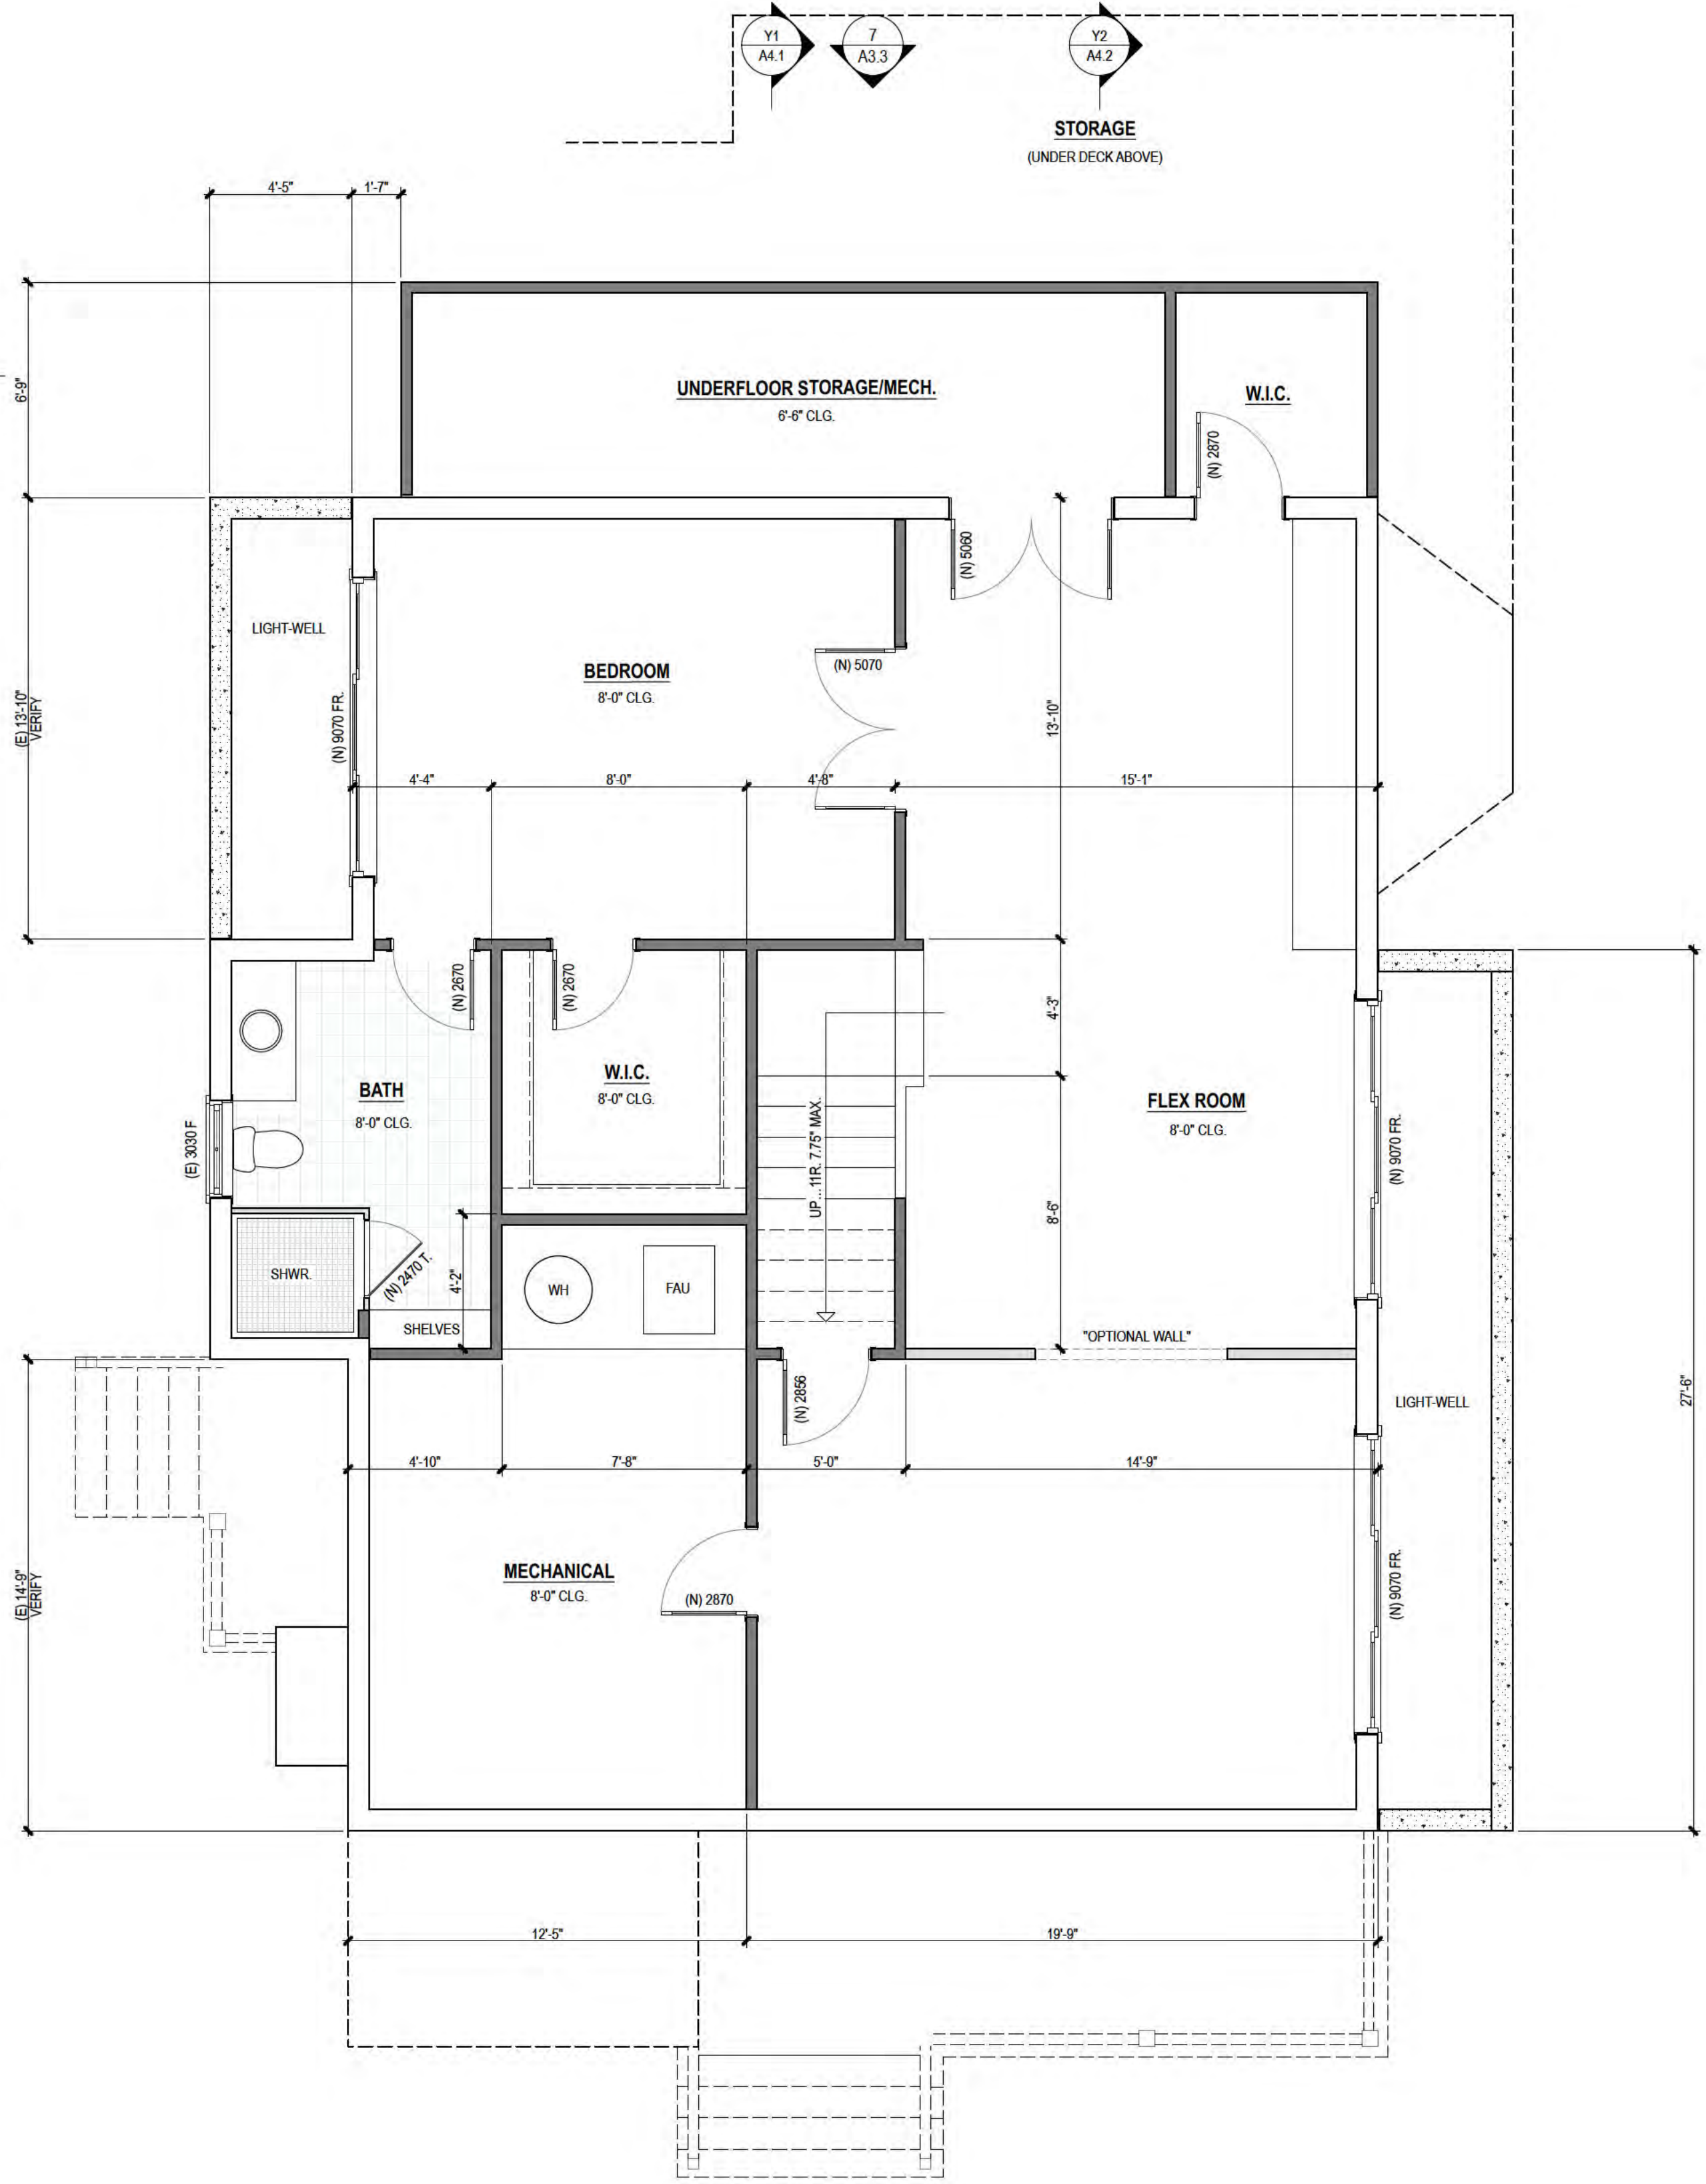 Y1
A4.1
7
A3.3
Y2
A4.2
STORAGE
(UNDER DECK ABOVE)
4'-5"
1'-7"
6'-9"
UNDERFLOOR STORAGE/MECH.
6'-6" CLG.
W.I.C.
(N) 2870
(N) 5060
LIGHT-WELL
(E) 13'-10"
VERIFY
(N) 9070 FR.
BEDROOM
8'-0" CLG.
(N) 5070
13'-10"
4'-4"
8'-0"
4'-8"
15'-1"
(N) 2670
(N) 2670
4'-3"
BATH
8'-0" CLG.
W.I.C.
8'-0" CLG.
(E) 3030 F
UP...11R. 7.75" MAX.
FLEX ROOM
8'-0" CLG.
(N) 9070 FR.
8'-6"
SHWR.
(N) 2470 T.
4'-2"
WH
FAU
SHELVES
"OPTIONAL WALL"
(N) 2856
LIGHT-WELL
27'-6"
4'-10"
7'-8"
5'-0"
14'-9"
(E) 14'-9"
VERIFY
MECHANICAL
8'-0" CLG.
(N) 2870
(N) 9070 FR.
12'-5"
19'-9"